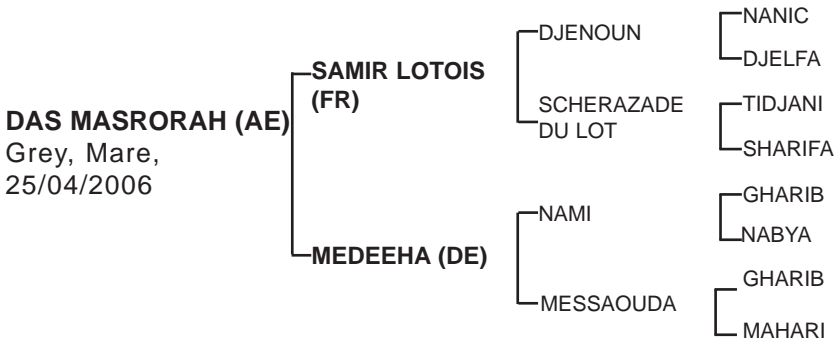 DAS MASRORAH (AE)
Grey, Mare,
25/04/2006
SAMIR LOTOIS
(FR)
MEDEEHA (DE)
DJENOUN
SCHERAZADE
DU LOT
NAMI
MESSAOUDA
NANIC
DJELFA
TIDJANI
SHARIFA
GHARIB
NABYA
GHARIB
MAHARI